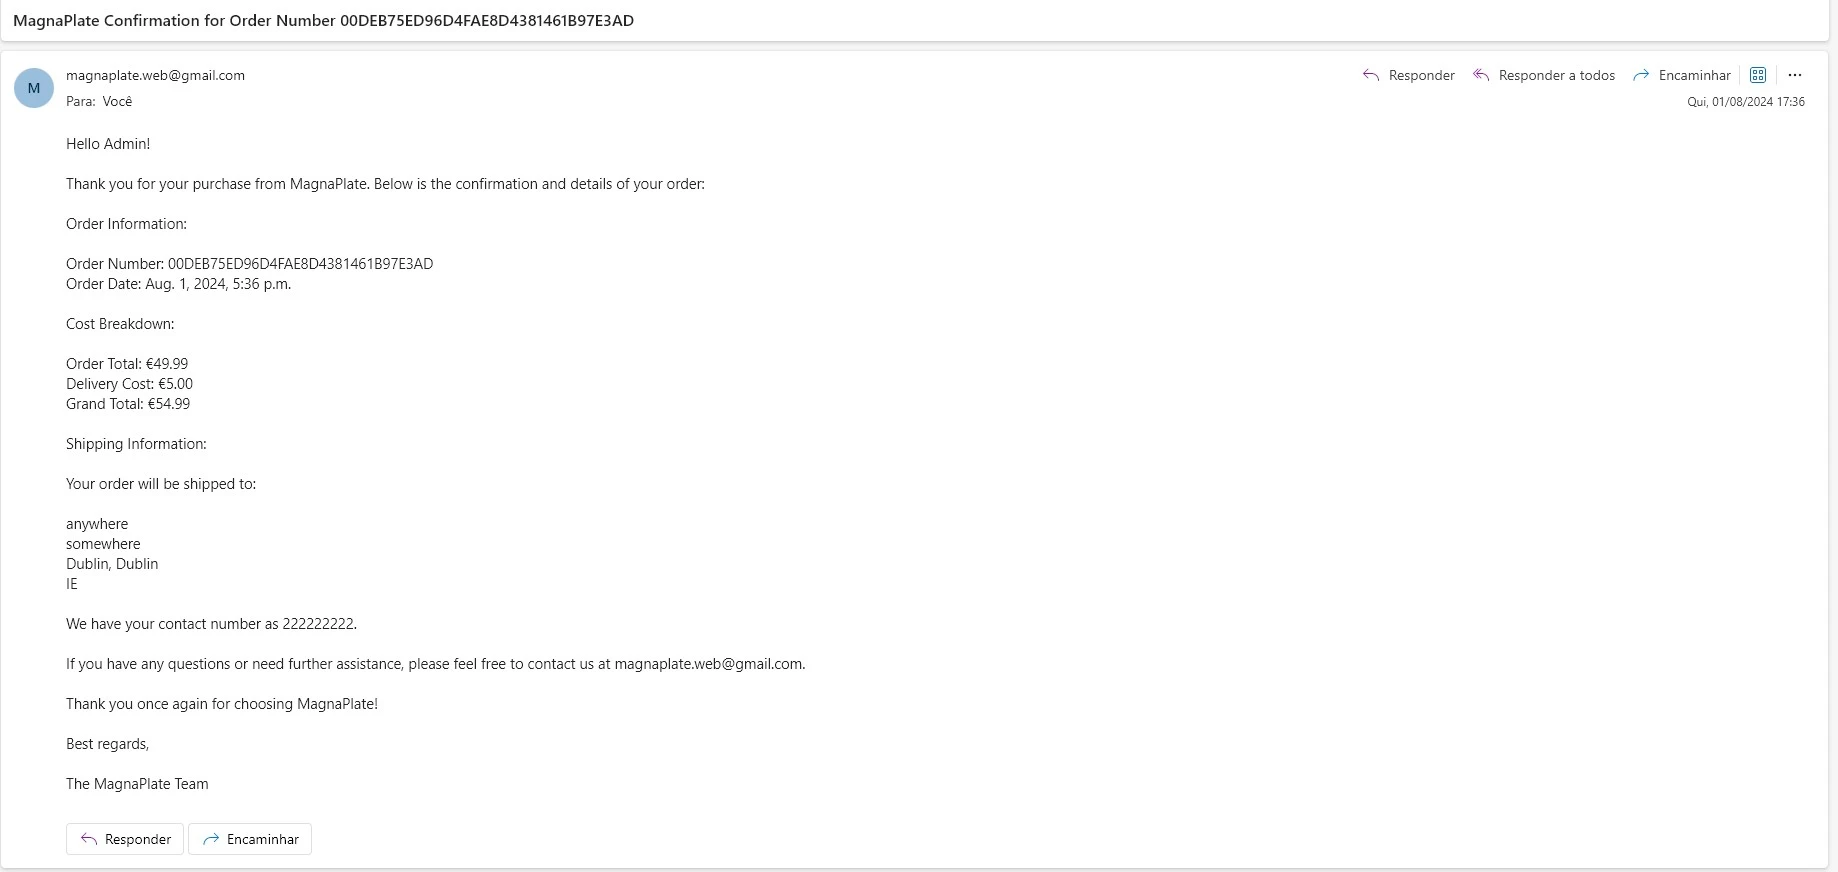 MagnaPlate Confirmation for Order Number 00DEB75ED96D4FAE8D4381461B97E3AD
M
magnaplate.web@gmail.com
Responder
Responder a todos
Encaminhar
Para: Você
Qui, 01/08/2024 17:36
Hello Admin!
Thank you for your purchase from MagnaPlate. Below is the confirmation and details of your order:
Order Information:
Order Number: 00DEB75ED96D4FAE8D4381461B97E3AD
Order Date: Aug. 1, 2024, 5:36 p.m.
Cost Breakdown:
Order Total: €49.99
Delivery Cost: €5.00
Grand Total: €54.99
Shipping Information:
Your order will be shipped to:
anywhere
somewhere
Dublin, Dublin
IE
We have your contact number as 222222222.
If you have any questions or need further assistance, please feel free to contact us at magnaplate.web@gmail.com.
Thank you once again for choosing MagnaPlate!
Best regards,
The MagnaPlate Team
Responder
Encaminhar